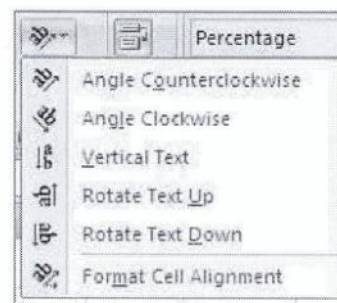 Percentage
Angle Counterclockwise
Angle Clockwise
Vertical Text
Rotate Text Up
Rotate Text Down
Format Cell Alignment